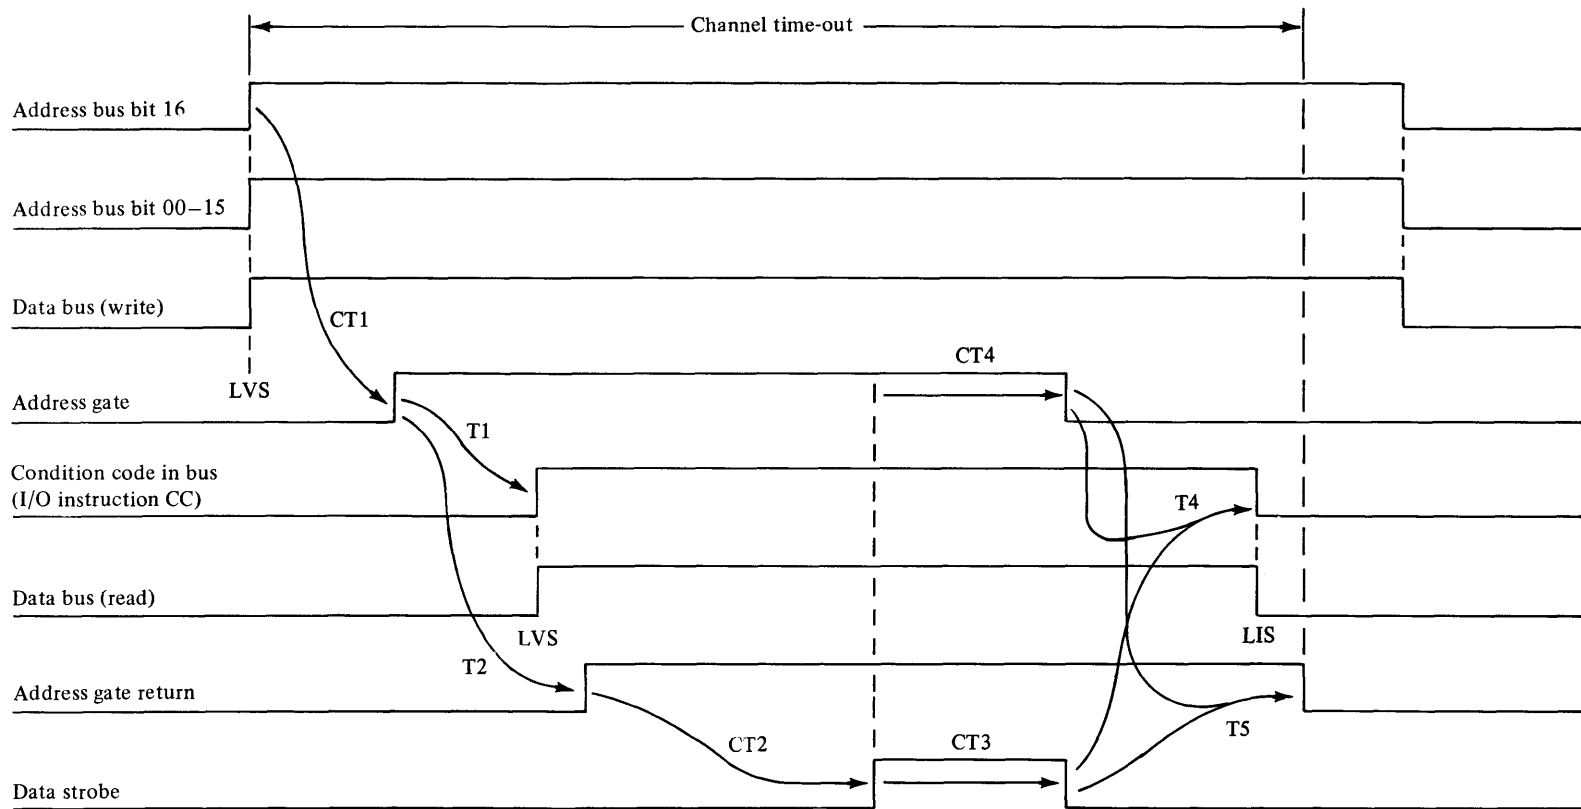 Channel time-out
Address bus bit 16
Address bus bit 00–15
Data bus (write)
CT1
CT4
LVS
Address gate
T1
Condition code in bus
(I/O instruction CC)
T4
Data bus (read)
LVS
LIS
T2
Address gate return
CT2
CT3
T5
Data strobe